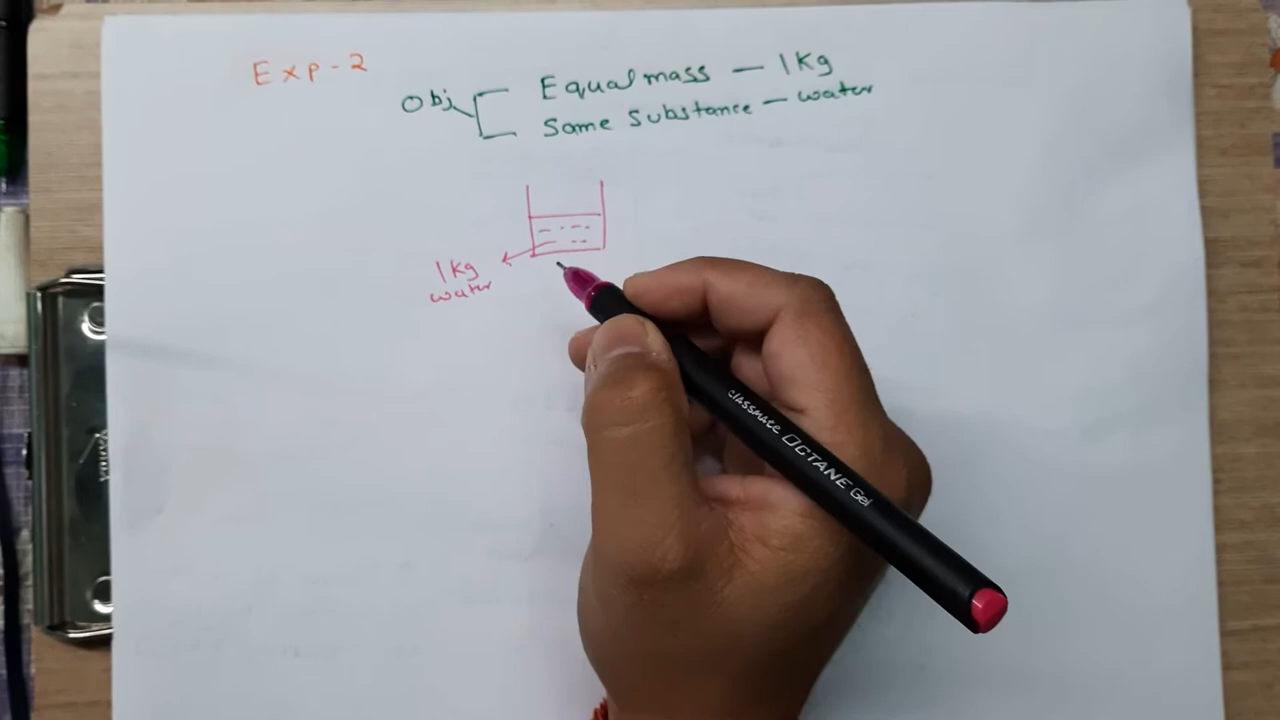 Exp-2
Obj
Equal mass - 1Kg
Same Substance - water
1Kg
water
classmate OCTANE Gel